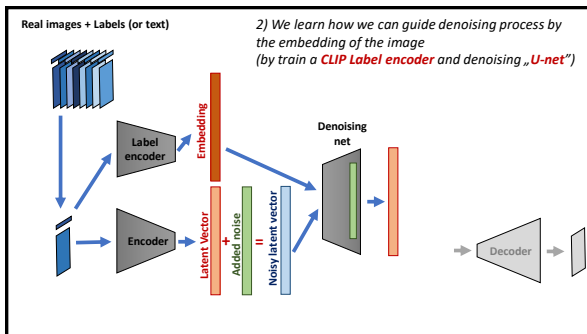 Real images + Labels (or text)
2) We learn how we can guide denoising process by
the embedding of the image
(by train a CLIP Label encoder and denoising „U-net”)
Label
encoder
Embedding
Denoising
net
Encoder
Latent Vector
+
Added noise
=
Noisy latent vector
Decoder